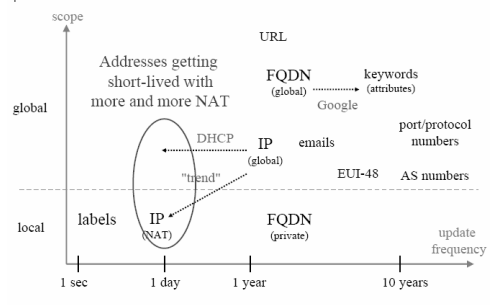 scope
URL
Addresses getting
short-lived with
more and more NAT
FQDN
(global)
keywords
(attributes)
Google
global
port/protocol
numbers
DHCP
IP
(global)
emails
"trend"
EUI-48
AS numbers
local
labels
IP
(NAT)
FQDN
(private)
update
frequency
1 sec
1 day
1 year
10 years